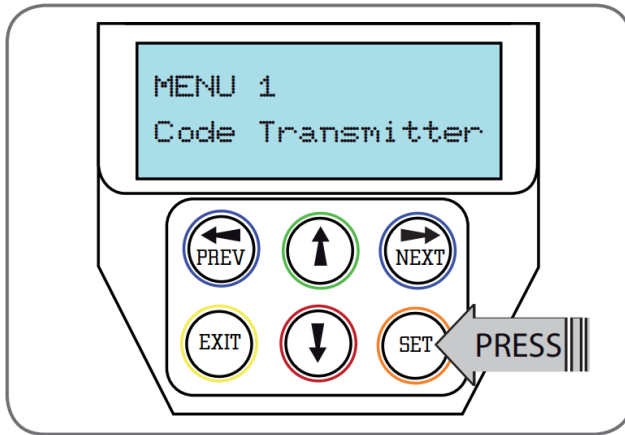 MENU 1
Code Transmitter
PREV
NEXT
EXIT
SET
PRESS